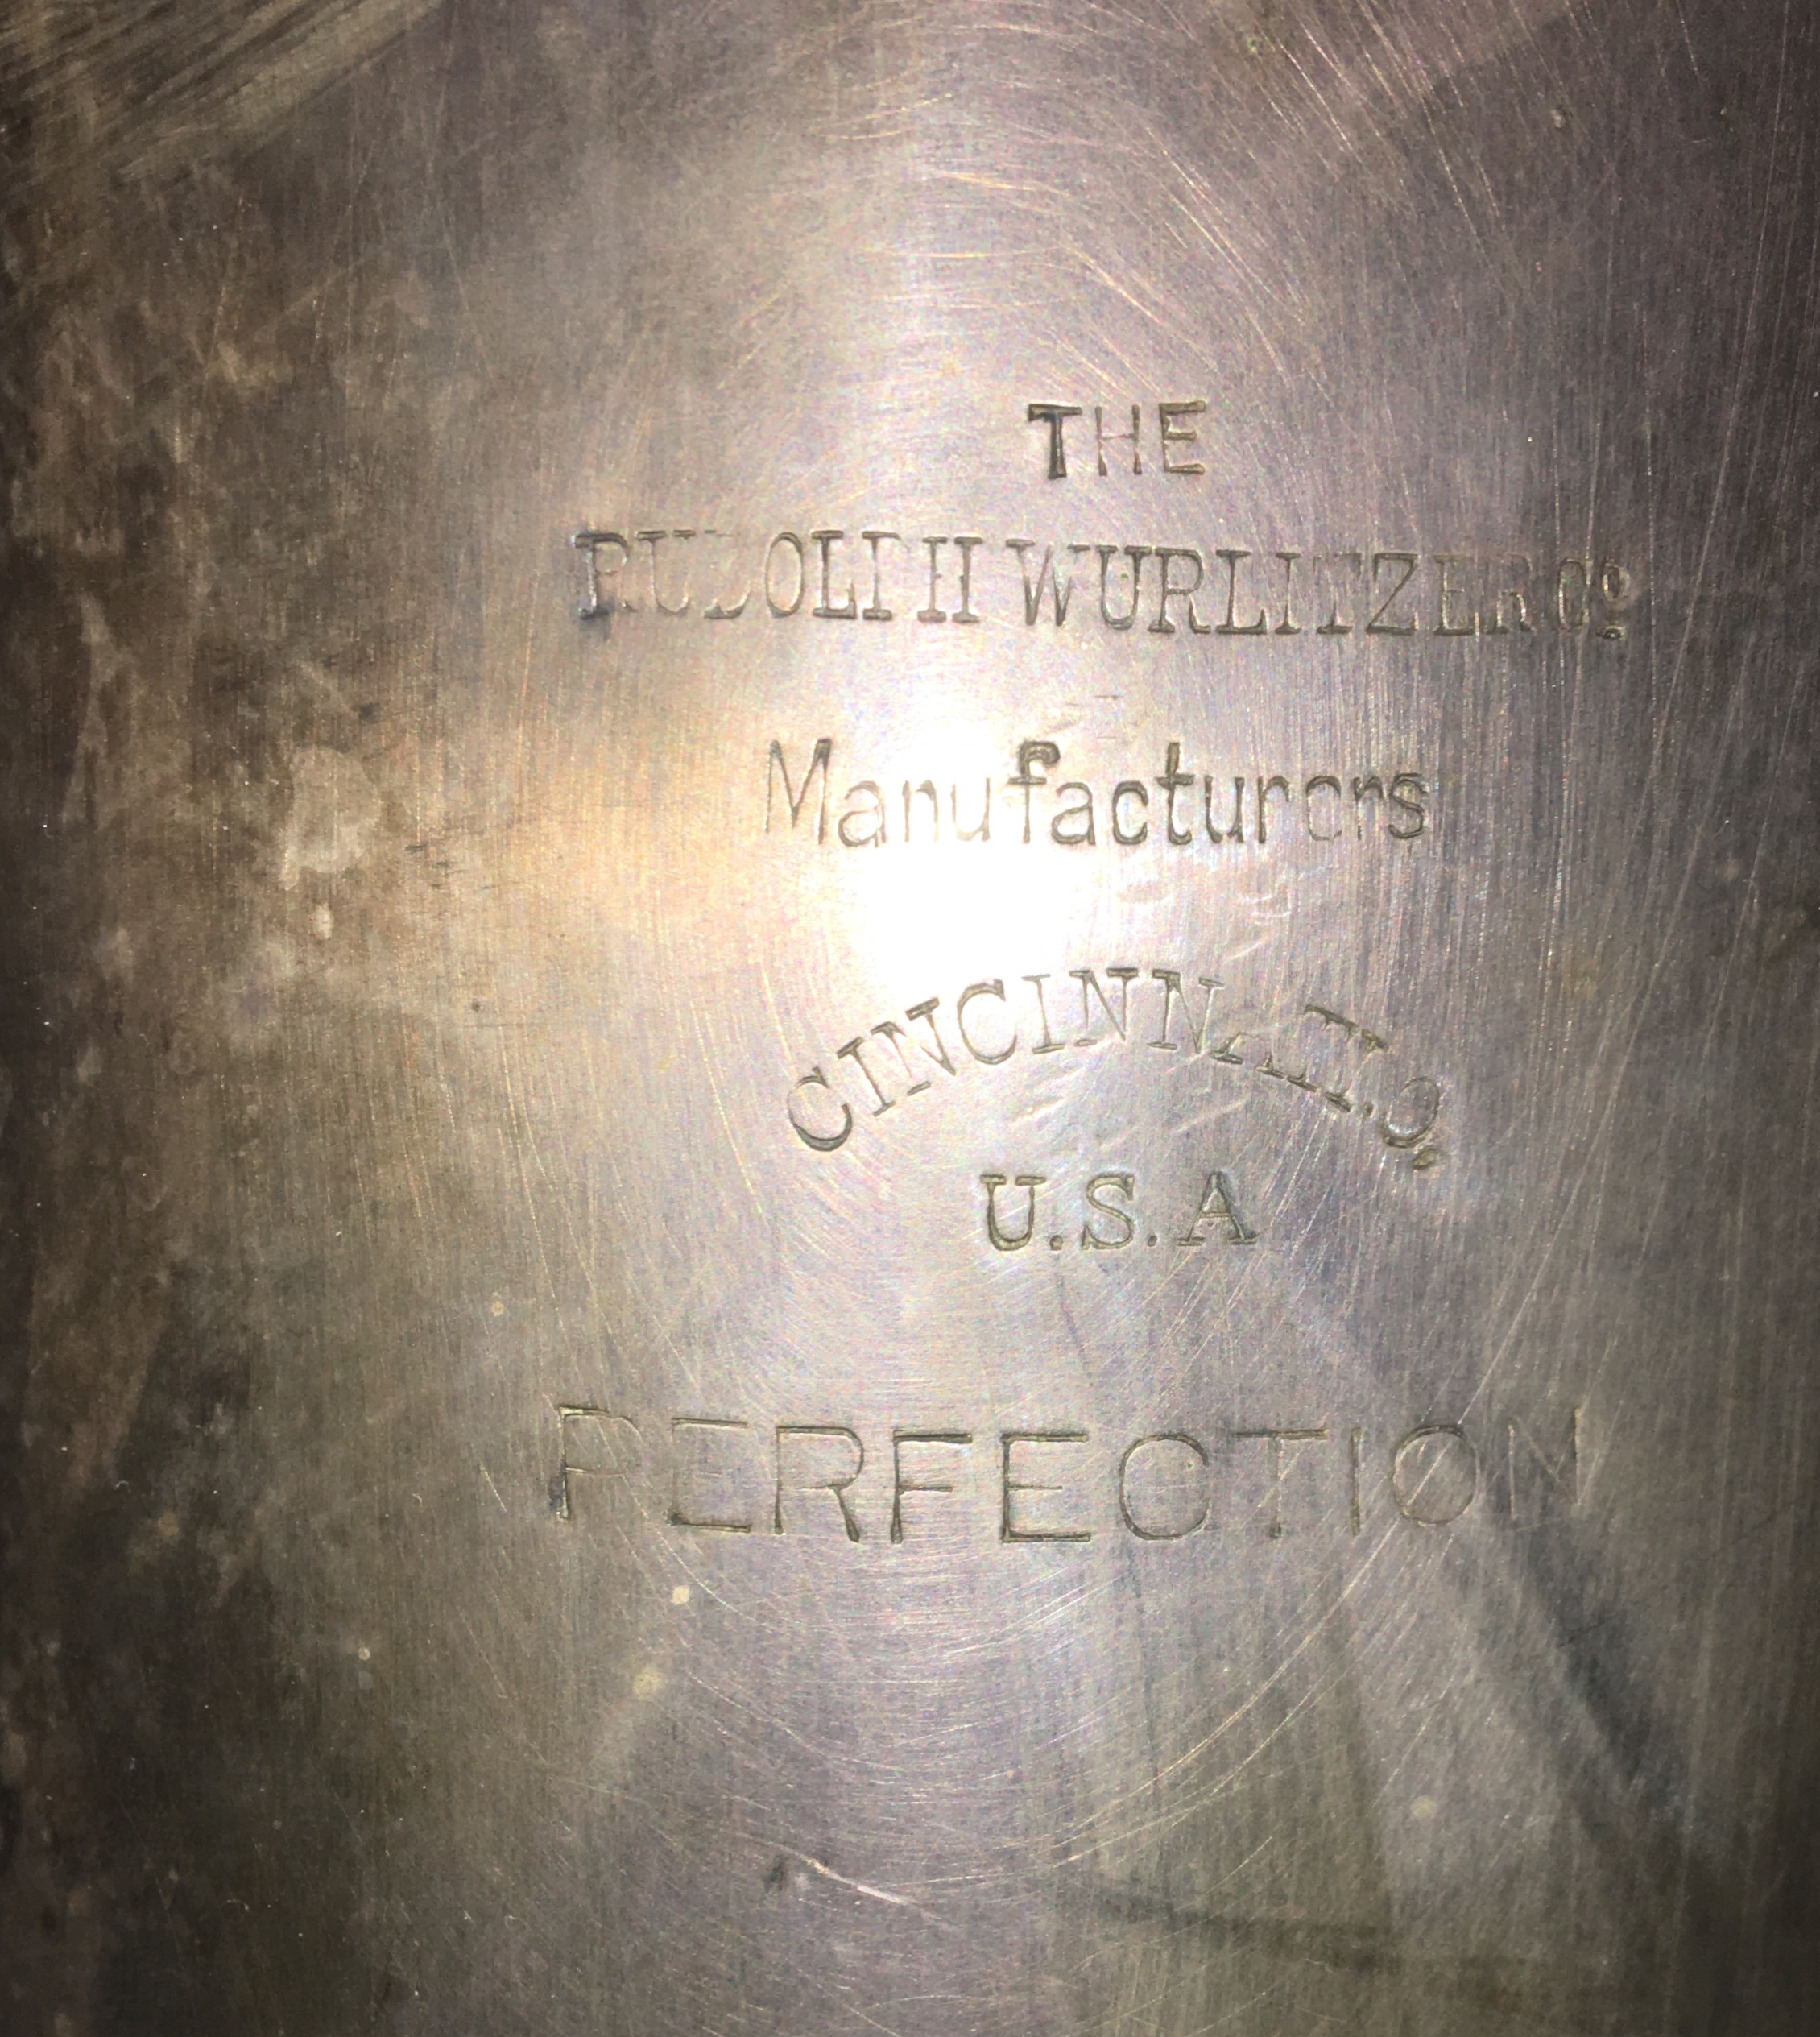 THE
RUDOLPH WURLITZER Cº
Manufacturers
CINCINNATI.O.
U.S.A
PERFECTION